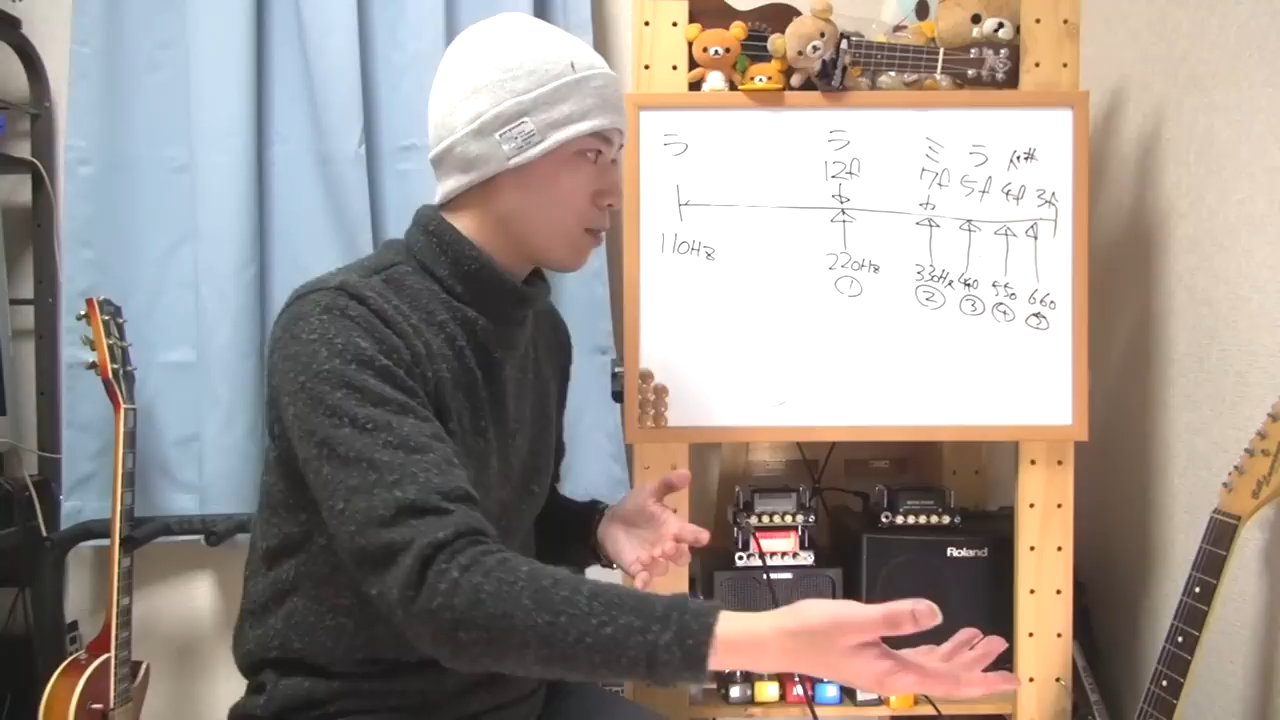 ラ ラ ミ ラ ド#
12f 7f 5f 4f 3f
110Hz 220Hz 330Hz 440 550 660
① ② ③ ④ ⑤
Roland